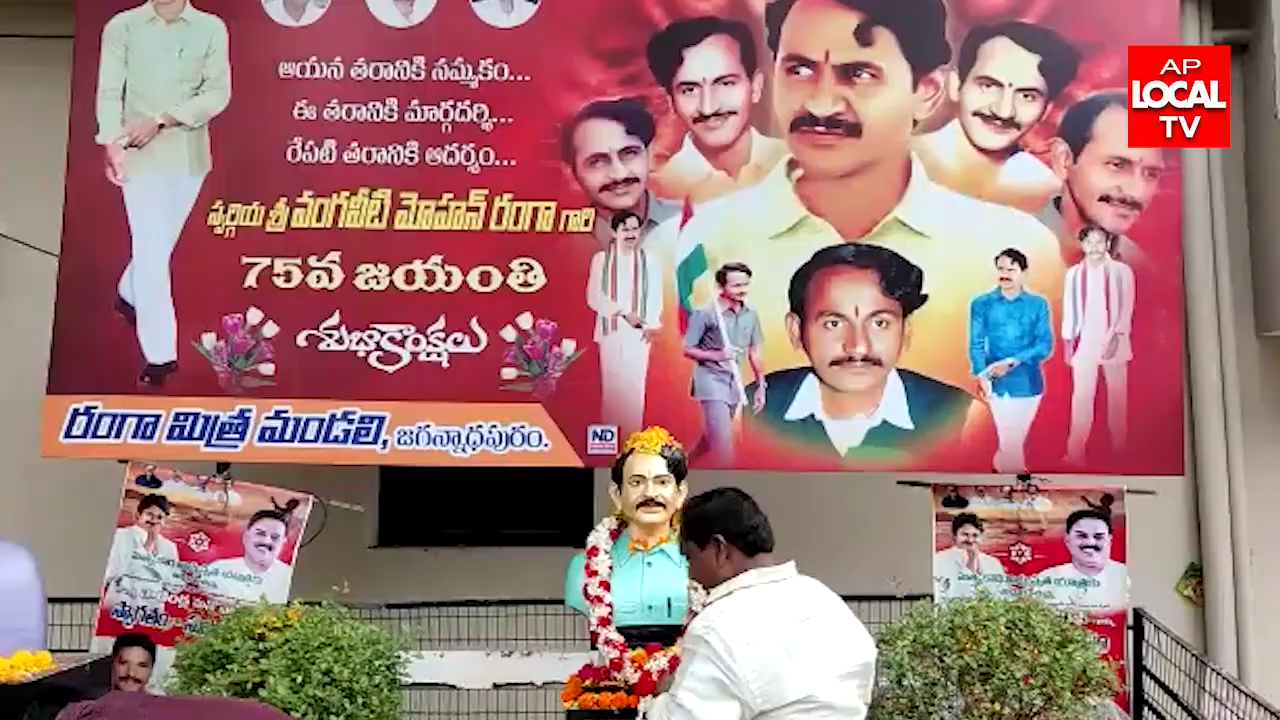 ఆయన తరానికి నమ్మకం...
ఈ తరానికి మార్గదర్శి...
రేపటి తరానికి ఆదర్శం...
స్వర్గీయ శ్రీ వంగవీటి మోహన్ రంగా గారి
75వ జయంతి
శుభాకాంక్షలు
రంగా మిత్ర మండలి, జగన్నాధపురం.
ND
AP
LOCAL
TV
స్వాగతం